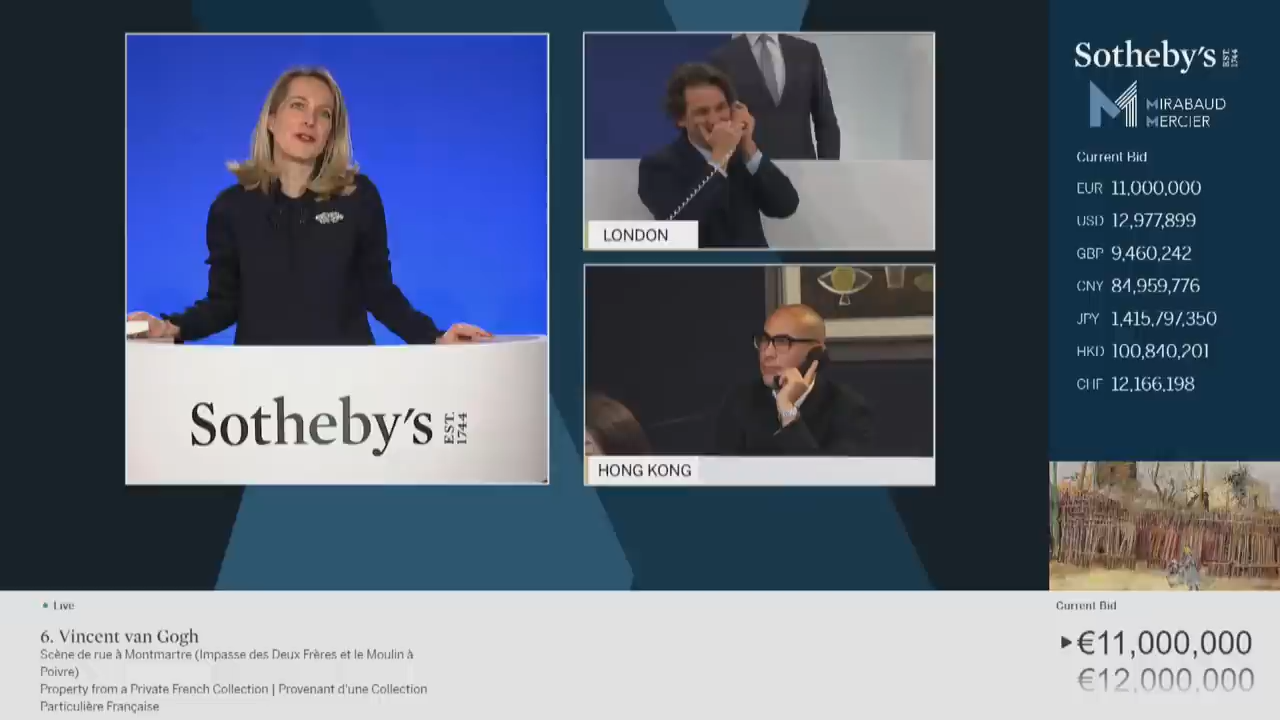 Sotheby's EST. 1744
LONDON
HONG KONG
Sotheby's EST. 1744
MIRABAUD
MERCIER
Current Bid
EUR 11,000,000
USD 12,977,899
GBP 9,460,242
CNY 84,959,776
JPY 1,415,797,350
HKD 100,840,201
CHF 12,166,198
Live
6. Vincent van Gogh
Scène de rue à Montmartre (Impasse des Deux Frères et le Moulin à
Poivre)
Property from a Private French Collection | Provenant d'une Collection
Particulière Française
Current Bid
€11,000,000
€12,000,000